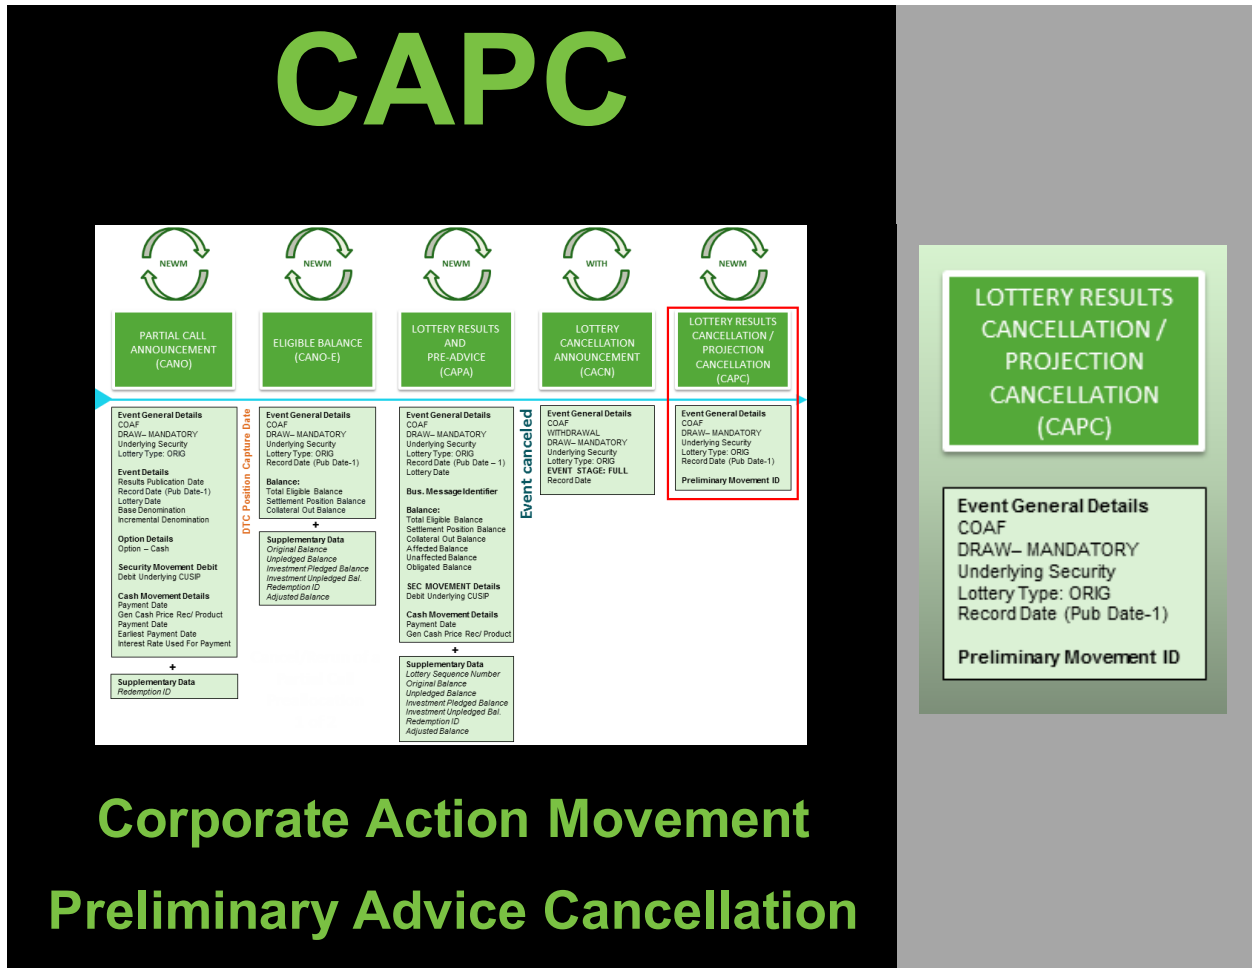 CAPC
NEWM
NEWM
NEWM
WITH
NEWM
PARTIAL CALL
ANNOUNCEMENT
(CANO)
ELIGIBLE BALANCE
(CANO-E)
LOTTERY RESULTS
AND
PRE-ADVICE
(CAPA)
LOTTERY
CANCELLATION
ANNOUNCEMENT
(CACN)
LOTTERY RESULTS
CANCELLATION /
PROJECTION
CANCELLATION
(CAPC)
Event General Details
COAF
DRAW– MANDATORY
Underlying Security
Lottery Type: ORIG
Event Details
Results Publication Date
Record Date (Pub Date-1)
Lottery Date
Base Denomination
Incremental Denomination
Option Details
Option – Cash
Security Movement Debit
Debit Underlying CUSIP
Cash Movement Details
Payment Date
Gen Cash Price Rec/ Product
Payment Date
Earliest Payment Date
Interest Rate Used For Payment
+
Supplementary Data
Redemption ID
DTC Position Capture Date
Event General Details
COAF
DRAW– MANDATORY
Underlying Security
Lottery Type: ORIG
Record Date (Pub Date-1)
Balance:
Total Eligible Balance
Settlement Position Balance
Collateral Out Balance
+
Supplementary Data
Original Balance
Unpledged Balance
Investment Pledged Balance
Investment Unpledged Bal.
Redemption ID
Adjusted Balance
Event General Details
COAF
DRAW– MANDATORY
Underlying Security
Lottery Type: ORIG
Record Date (Pub Date – 1)
Lottery Date
Bus. Message Identifier
Balance:
Total Eligible Balance
Settlement Position Balance
Collateral Out Balance
Affected Balance
Unaffected Balance
Obligated Balance
SEC MOVEMENT Details
Debit Underlying CUSIP
Cash Movement Details
Payment Date
Gen Cash Price Rec/ Product
+
Supplementary Data
Lottery Sequence Number
Original Balance
Unpledged Balance
Investment Pledged Balance
Investment Unpledged Bal.
Redemption ID
Adjusted Balance
Event canceled
Event General Details
COAF
WITHDRAWAL
DRAW– MANDATORY
Underlying Security
Lottery Type: ORIG
EVENT STAGE: FULL
Record Date
Event General Details
COAF
DRAW– MANDATORY
Underlying Security
Lottery Type: ORIG
Record Date (Pub Date-1)
Preliminary Movement ID
Corporate Action Movement
Preliminary Advice Cancellation
LOTTERY RESULTS
CANCELLATION /
PROJECTION
CANCELLATION
(CAPC)
Event General Details
COAF
DRAW– MANDATORY
Underlying Security
Lottery Type: ORIG
Record Date (Pub Date-1)
Preliminary Movement ID